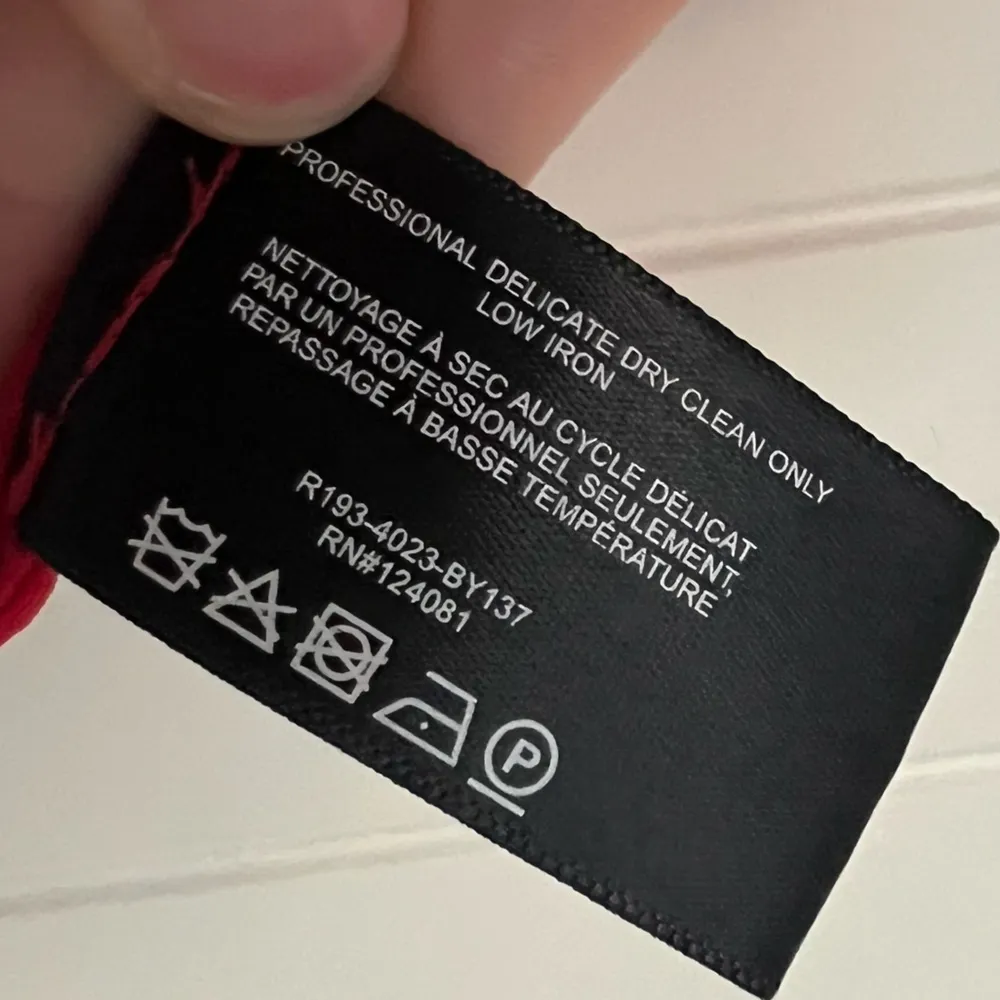 PROFESSIONAL DELICATE DRY CLEAN ONLY
LOW IRON
NETTOYAGE À SEC AU CYCLE DÉLICAT
PAR UN PROFESSIONNEL SEULEMENT,
REPASSAGE À BASSE TEMPÉRATURE
R193-4023-BY137
RN#124081
P